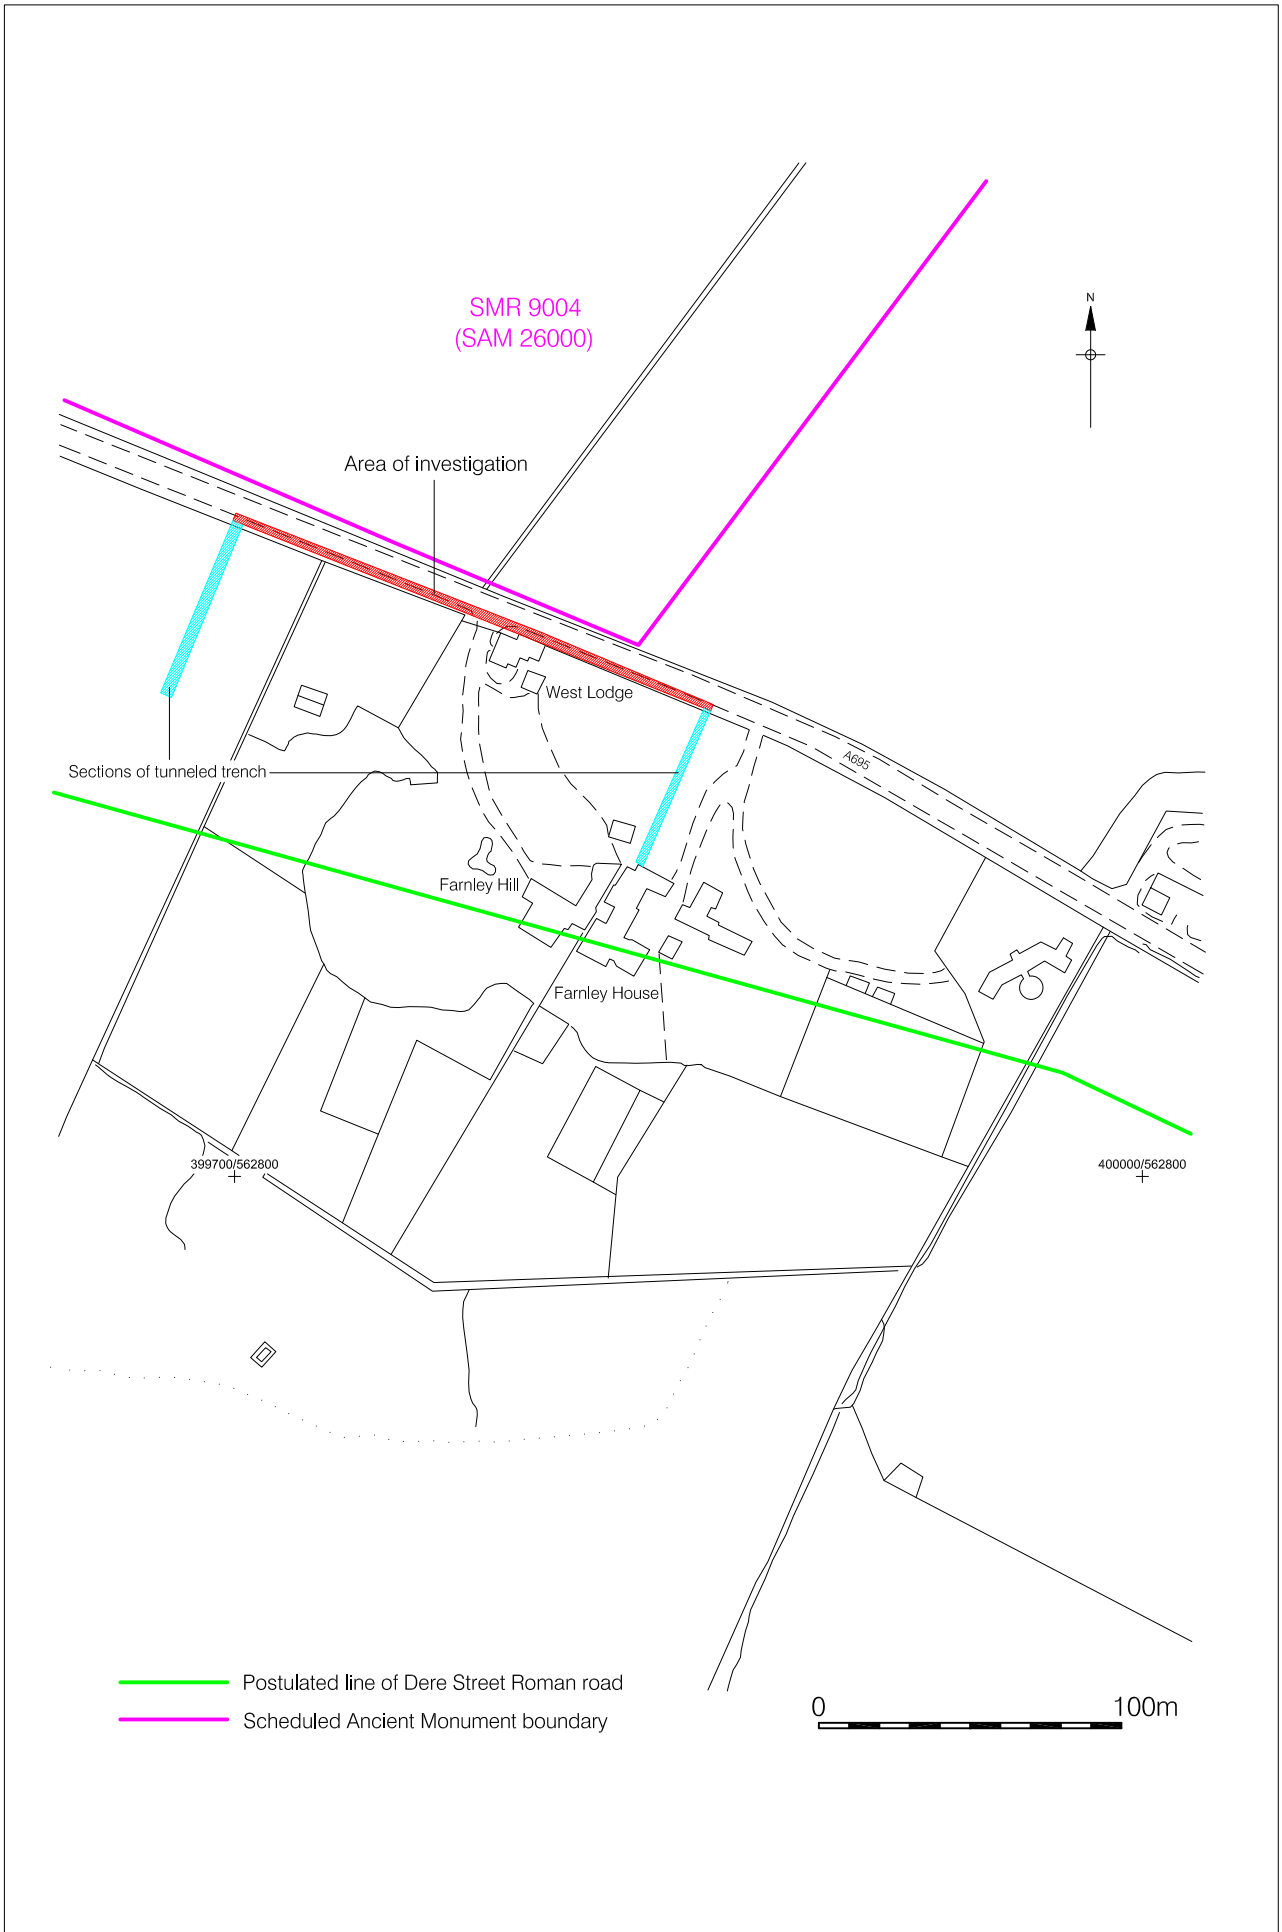 N
SMR 9004
(SAM 26000)
Area of investigation
West Lodge
A695
Sections of tunneled trench
Farnley Hill
Farnley House
399700/562800
400000/562800
Postulated line of Dere Street Roman road
Scheduled Ancient Monument boundary
0 100m